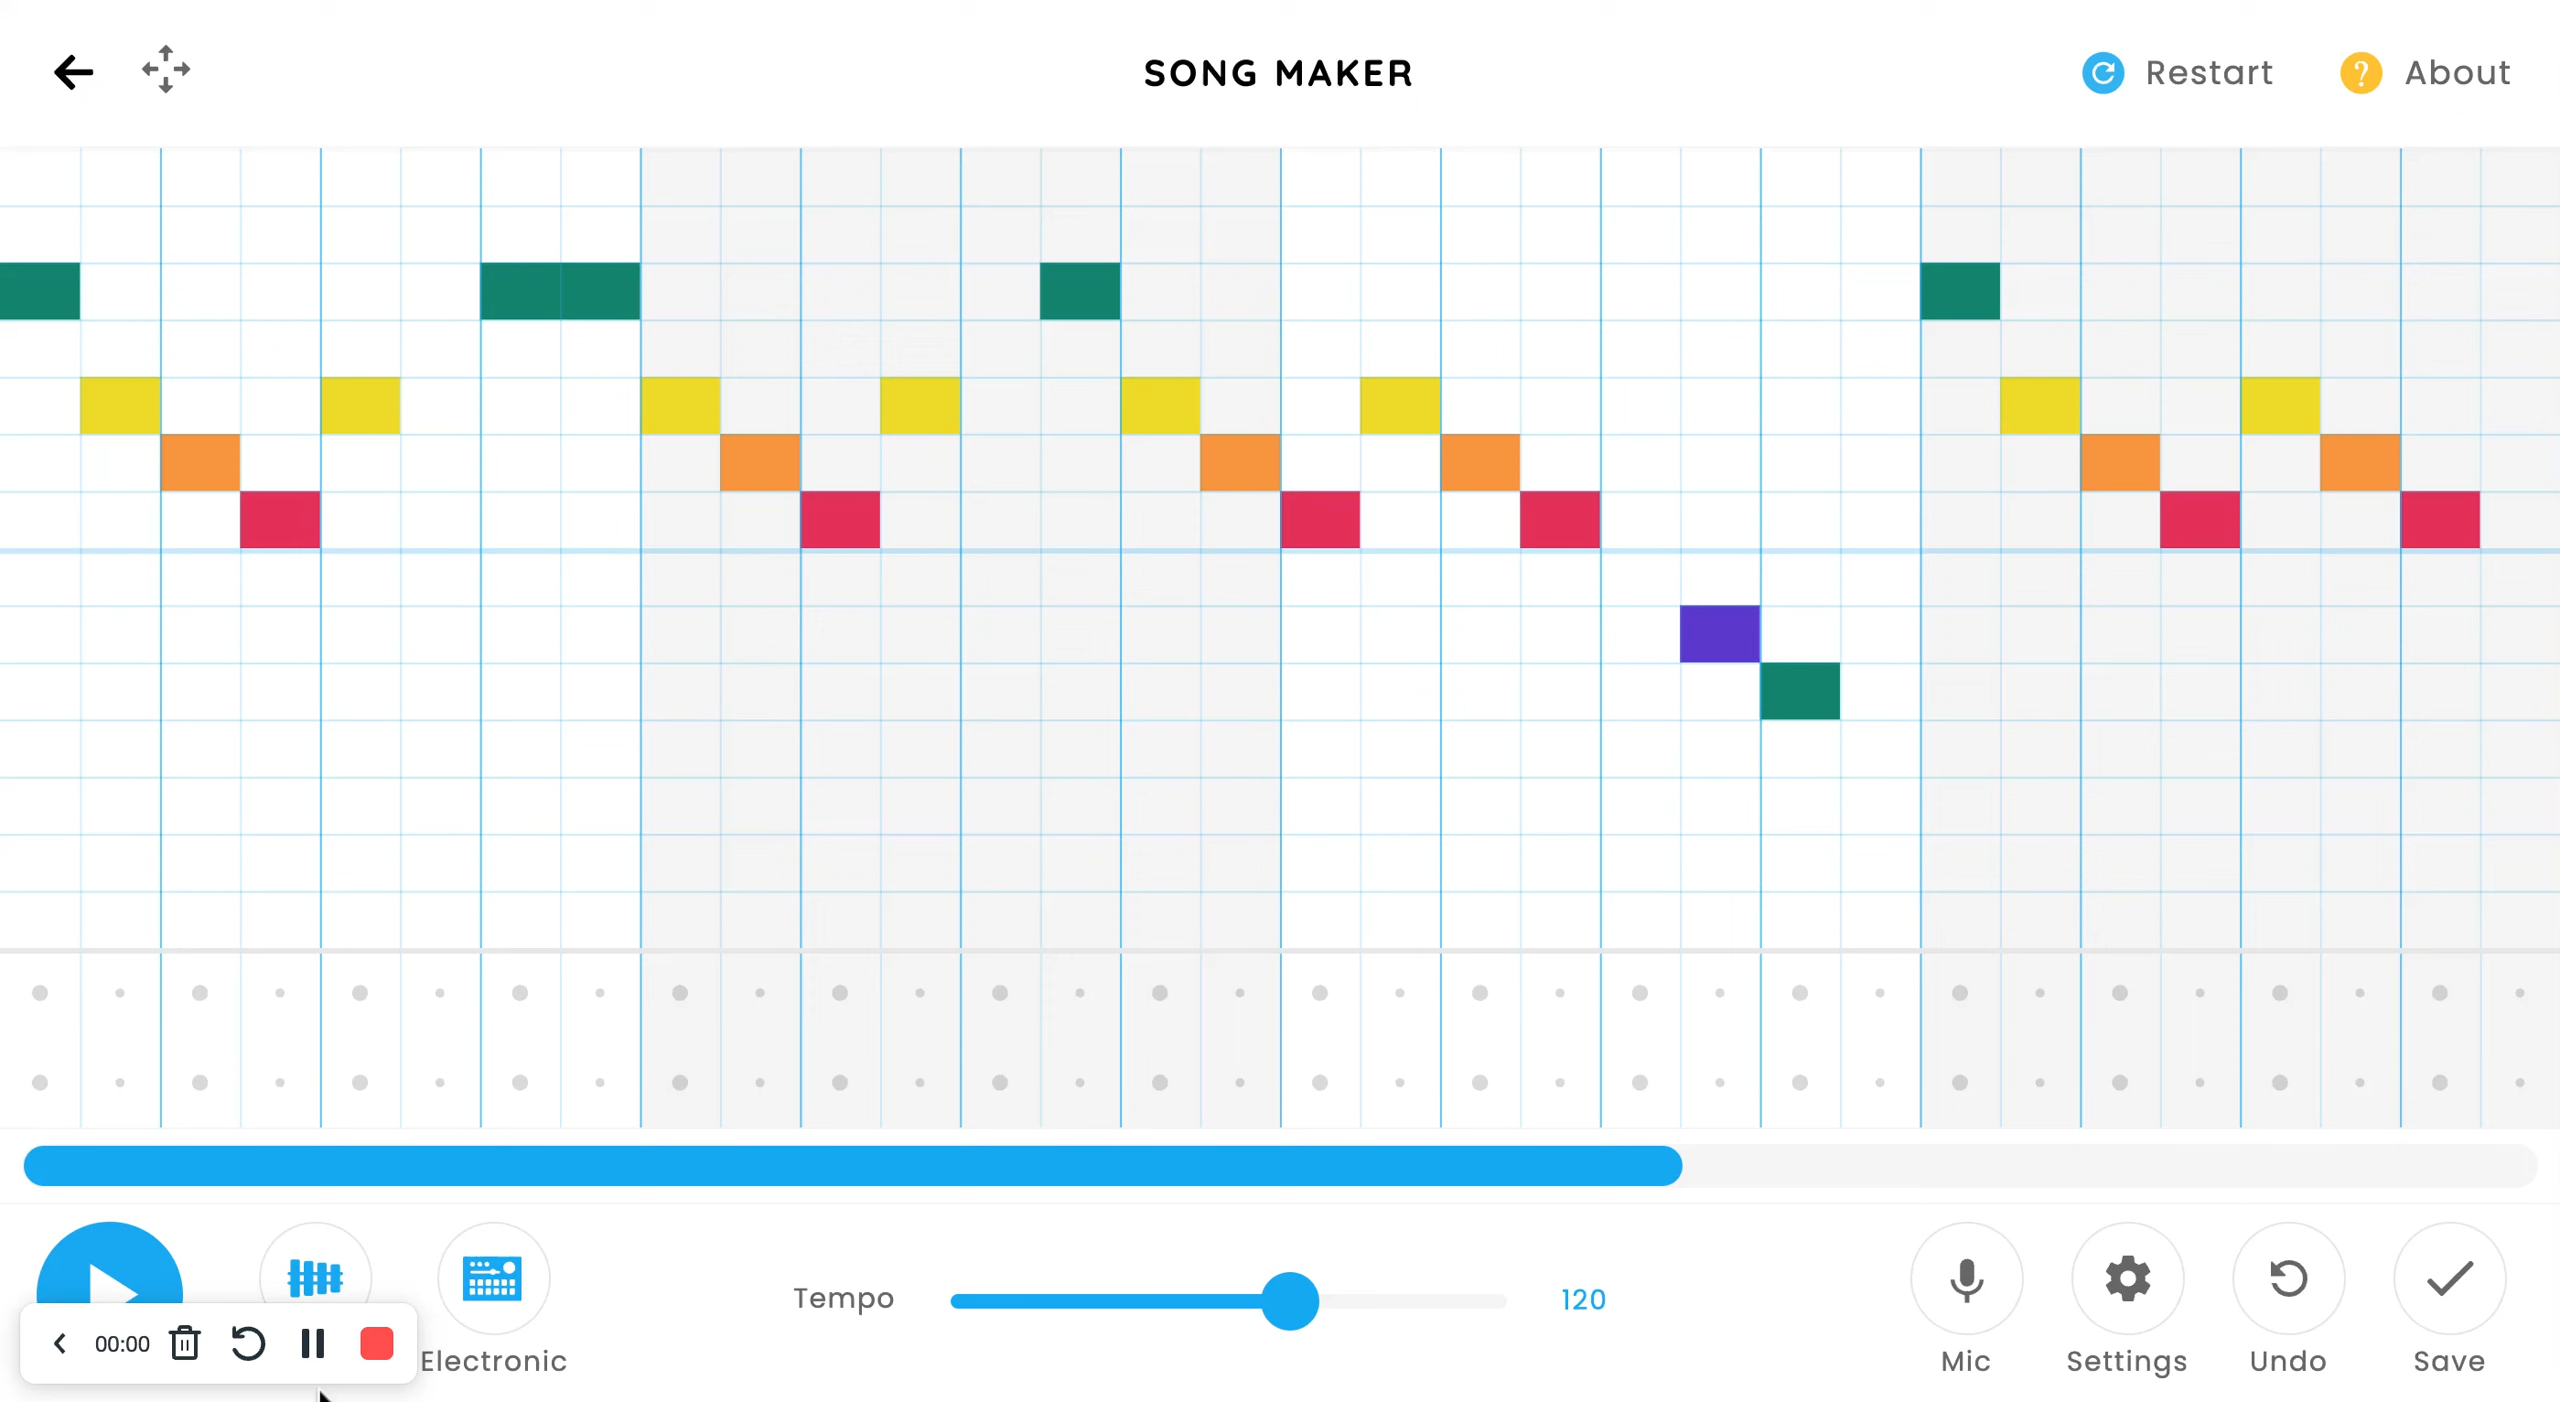 SONG MAKER
Restart
? About
Tempo
120
00:00
Electronic
Mic
Settings
Undo
Save